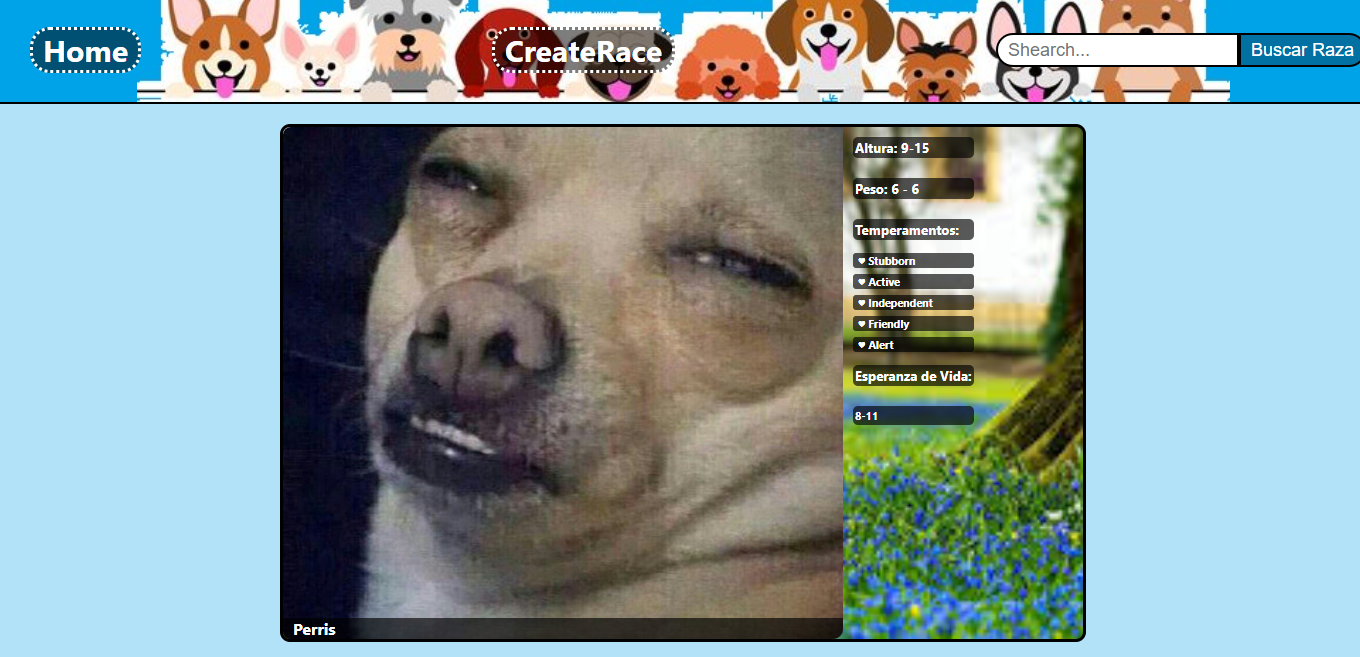 Home
CreateRace
Shearch...
Buscar Raza
Altura: 9-15
Peso: 6 - 6
Temperamentos:
♥ Stubborn
♥ Active
♥ Independent
♥ Friendly
♥ Alert
Esperanza de Vida:
8-11
Perris